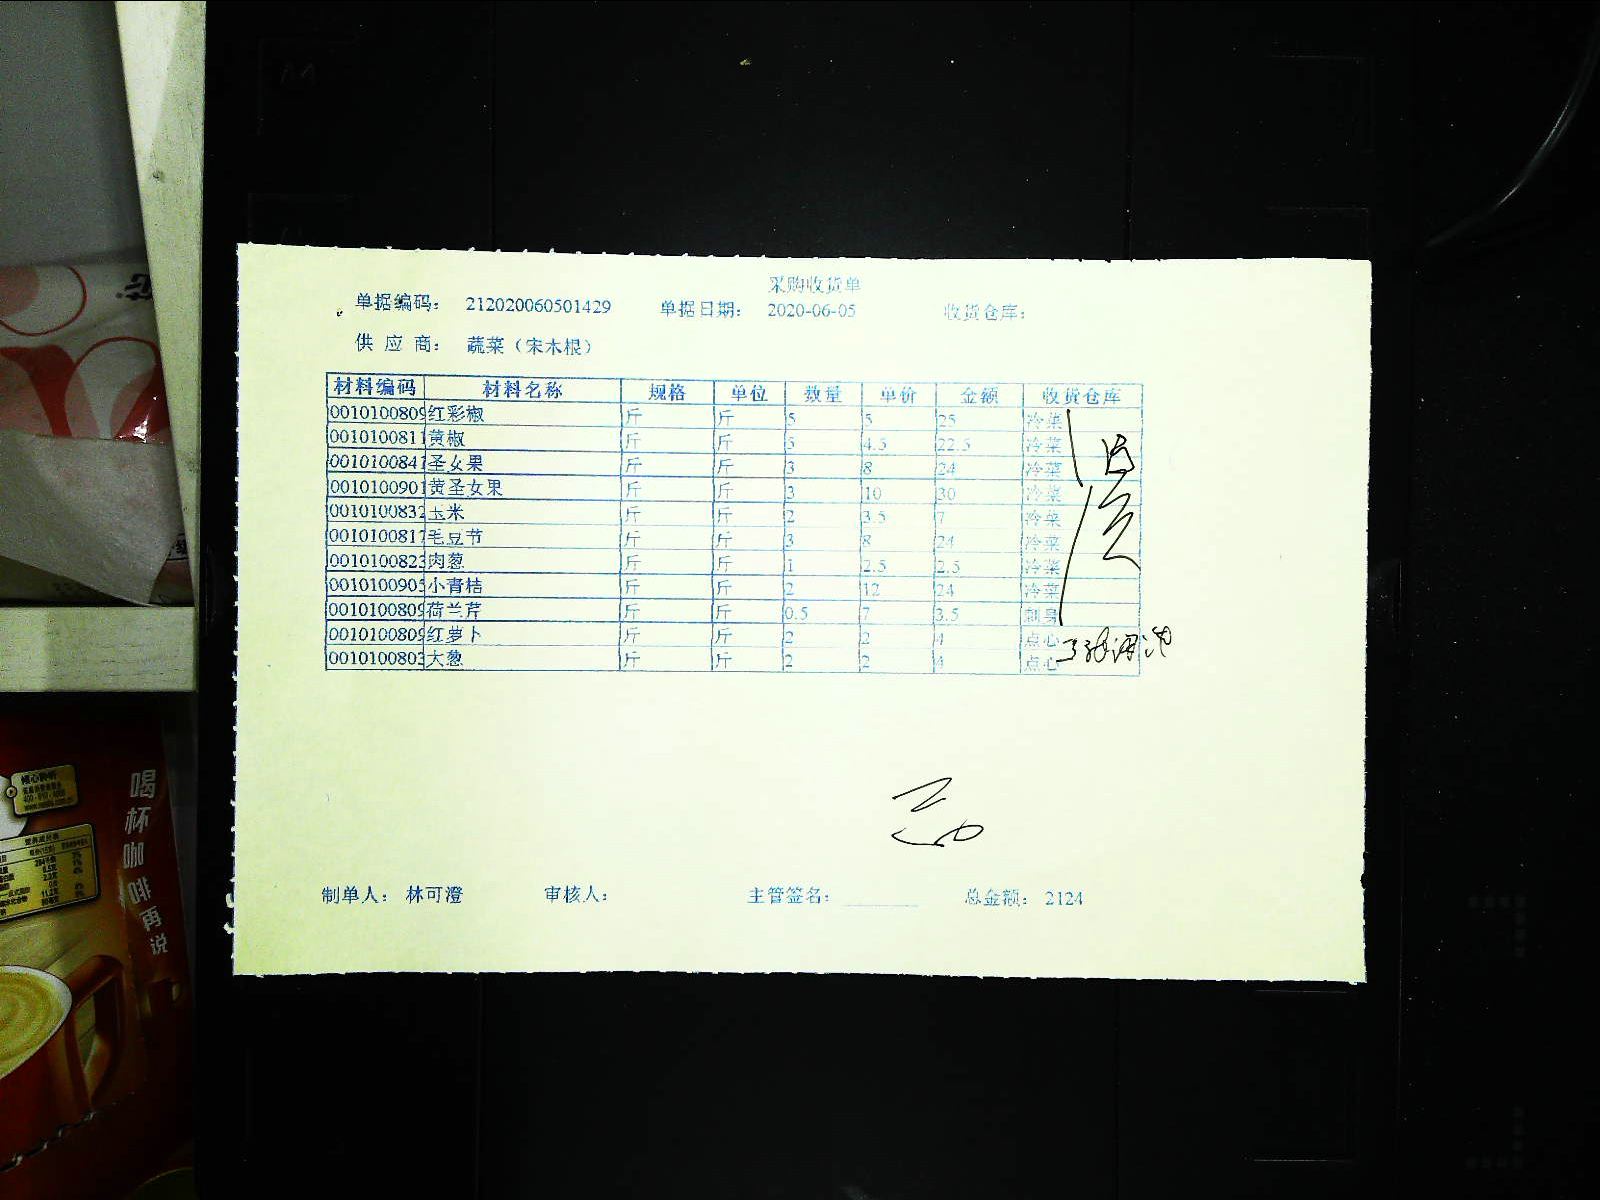 采购收货单
单据编码： 212020060501429 单据日期： 2020-06-05 收货仓库：
供 应 商： 蔬菜（宋木根）
材料编码 材料名称 规格 单位 数量 单价 金额 收货仓库
0010100809 红彩椒 斤 斤 5 5 25 冷菜
0010100811 黄椒 斤 斤 5 4.5 22.5 冷菜
0010100841 圣女果 斤 斤 3 8 24 冷菜
0010100901 黄圣女果 斤 斤 3 10 30 冷菜
0010100832 玉米 斤 斤 2 3.5 7 冷菜
0010100817 毛豆节 斤 斤 3 8 24 冷菜
0010100823 肉葱 斤 斤 1 2.5 2.5 冷菜
0010100905 小青桔 斤 斤 2 12 24 冷菜
0010100809 荷兰芹 斤 斤 0.5 7 3.5 刺身
0010100809 红萝卜 斤 斤 2 2 4 点心
0010100803 大葱 斤 斤 2 2 4 点心
制单人： 林可澄 审核人： 主管签名： 总金额： 2124
喝杯咖啡再说